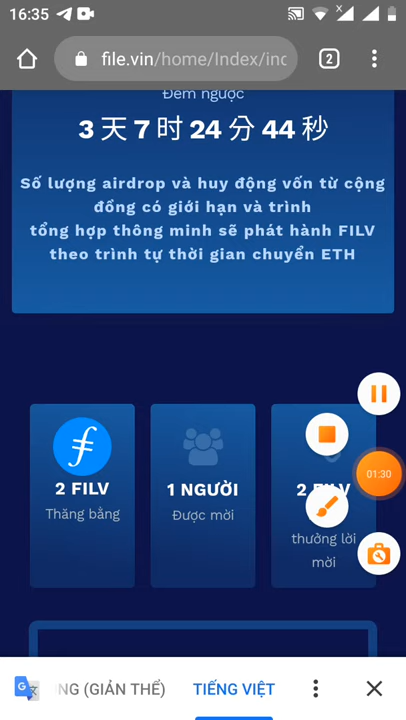 16:35
file.vin/home/Index/inc
2
Đếm ngược
3 天 7 时 24 分 44 秒
Số lượng airdrop và huy động vốn từ cộng
đồng có giới hạn và trình
tổng hợp thông minh sẽ phát hành FILV
theo trình tự thời gian chuyển ETH
2 FILV
1 NGƯỜI
Thăng bằng
Được mời
thưởng lời
mời
01:30
NG (GIẢN THỂ)
TIẾNG VIỆT